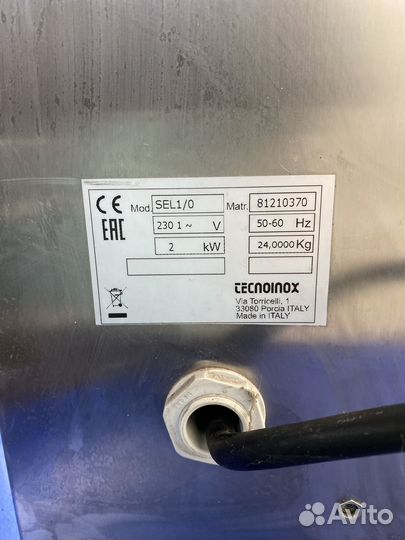 CE Mod. SEL1/0 Matr. 81210370
EAC 230 1~ V 50-60 Hz
2 kW 24,0000 Kg
TECNOINOX
Via Torricelli, 1
33080 Porcia ITALY
Made in ITALY
Avito